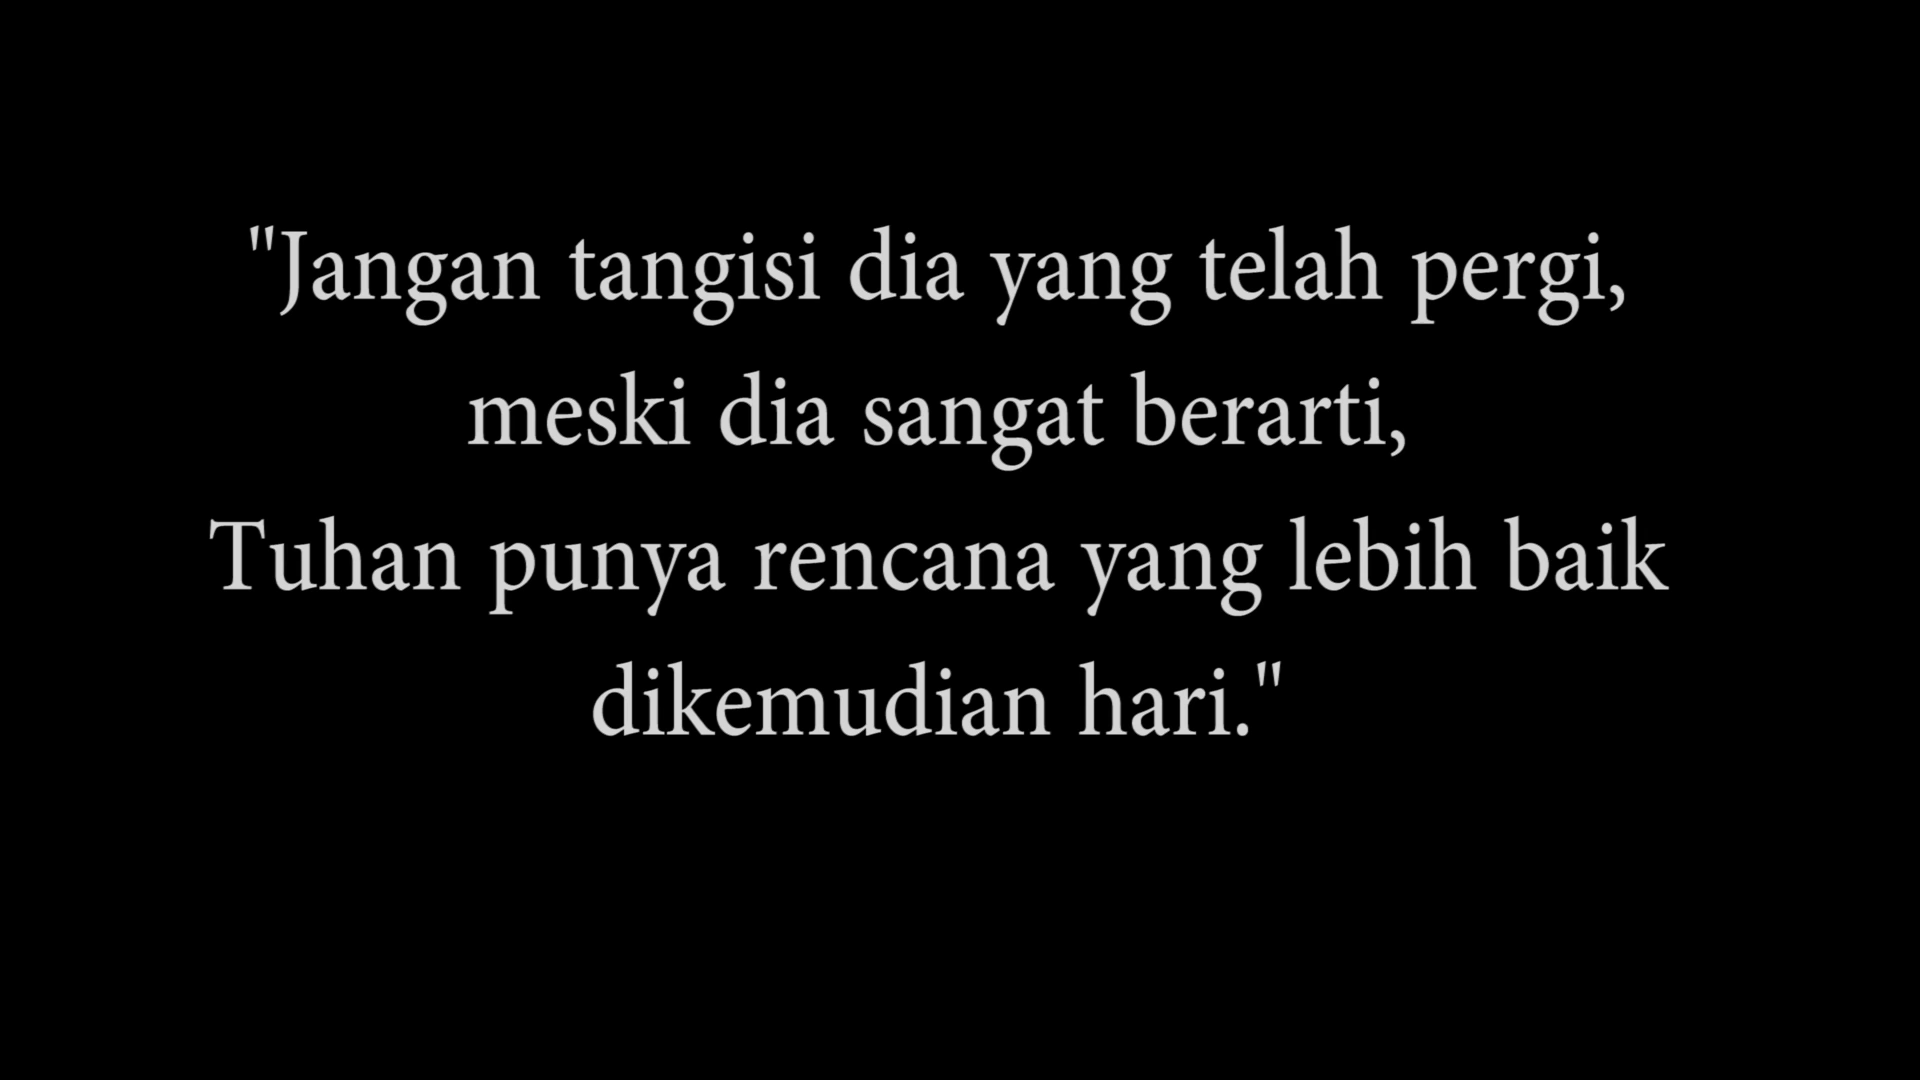 "Jangan tangisi dia yang telah pergi,
meski dia sangat berarti,
Tuhan punya rencana yang lebih baik
dikemudian hari."